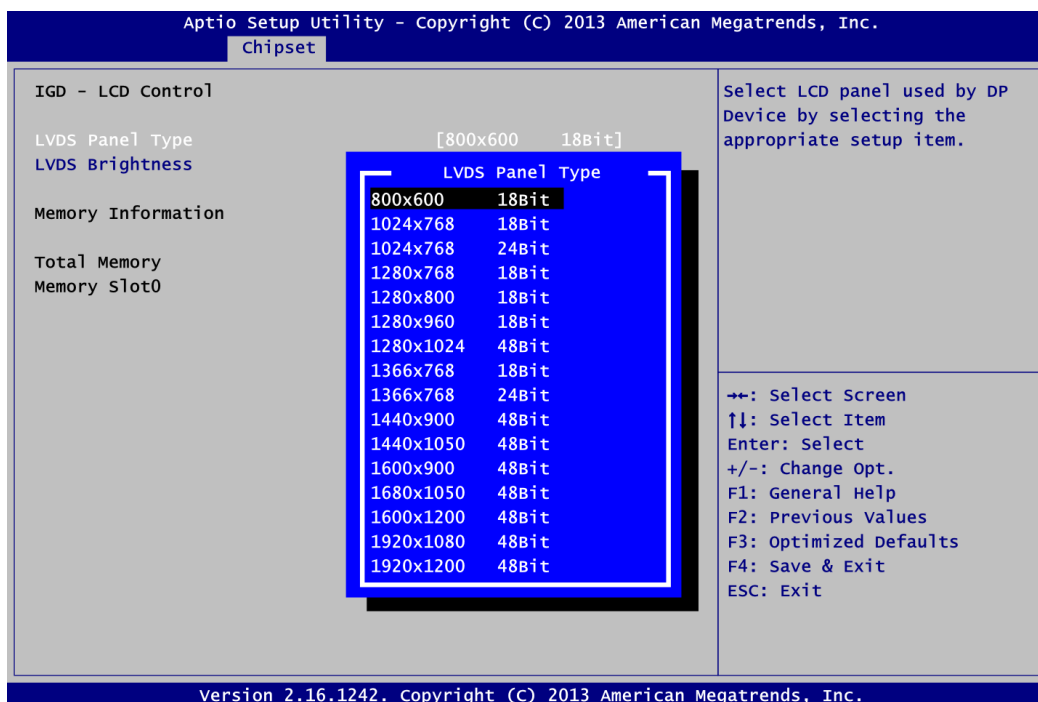 Aptio Setup Utility – Copyright (C) 2013 American Megatrends, Inc.
Chipset
IGD – LCD Control
LVDS Panel Type [800x600 18Bit]
LVDS Brightness
Memory Information
Total Memory
Memory Slot0
LVDS Panel Type
800x600 18Bit
1024x768 18Bit
1024x768 24Bit
1280x768 18Bit
1280x800 18Bit
1280x960 18Bit
1280x1024 48Bit
1366x768 18Bit
1366x768 24Bit
1440x900 48Bit
1440x1050 48Bit
1600x900 48Bit
1680x1050 48Bit
1600x1200 48Bit
1920x1080 48Bit
1920x1200 48Bit
Select LCD panel used by DP
Device by selecting the
appropriate setup item.
→←: Select Screen
↑↓: Select Item
Enter: Select
+/-: Change Opt.
F1: General Help
F2: Previous Values
F3: Optimized Defaults
F4: Save & Exit
ESC: Exit
Version 2.16.1242. Copyright (C) 2013 American Megatrends, Inc.